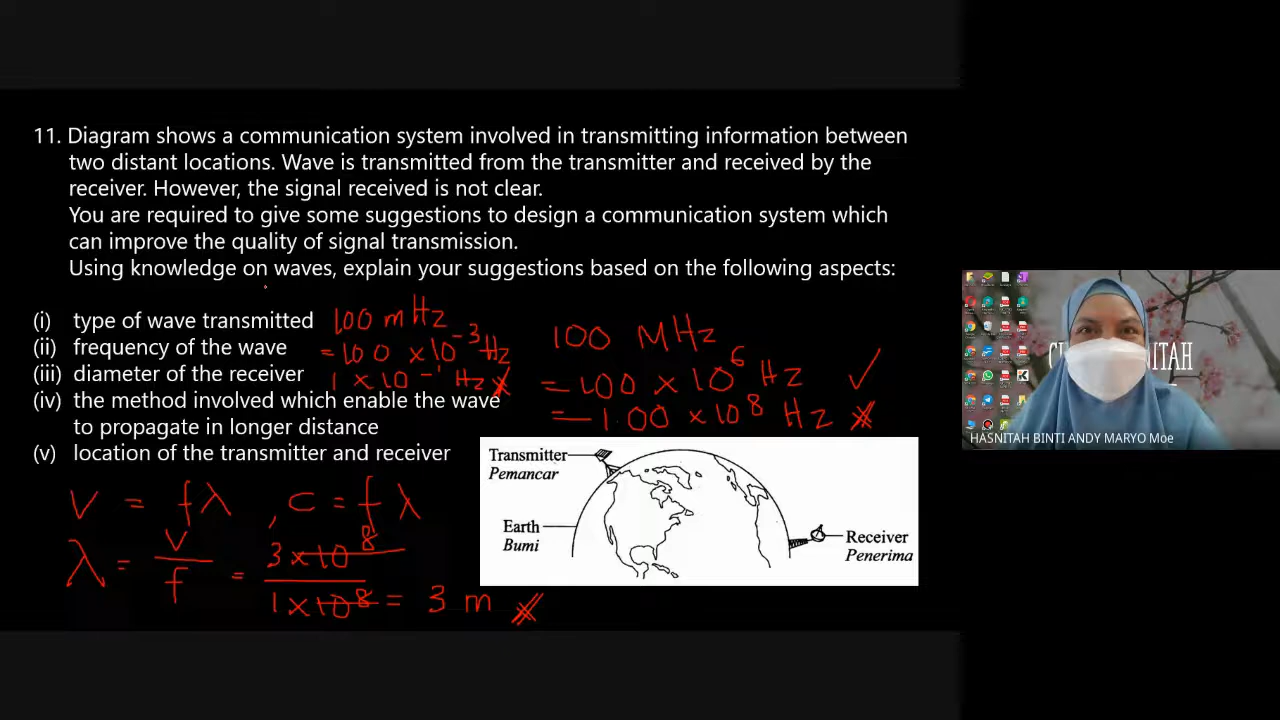 11. Diagram shows a communication system involved in transmitting information between
two distant locations. Wave is transmitted from the transmitter and received by the
receiver. However, the signal received is not clear.
You are required to give some suggestions to design a communication system which
can improve the quality of signal transmission.
Using knowledge on waves, explain your suggestions based on the following aspects:
(i) type of wave transmitted
(ii) frequency of the wave
(iii) diameter of the receiver
(iv) the method involved which enable the wave
to propagate in longer distance
(v) location of the transmitter and receiver
100 mHz
= 100 × 10⁻³ Hz
1 × 10⁻¹ Hz
100 MHz
= 100 × 10⁶ Hz ✓
= 1.00 × 10⁸ Hz
v = fλ , c = fλ
λ = v/f = 3×10⁸/1×10⁸ = 3 m
Transmitter
Pemancar
Earth
Bumi
Receiver
Penerima
HASNITAH BINTI ANDY MARYO Moe